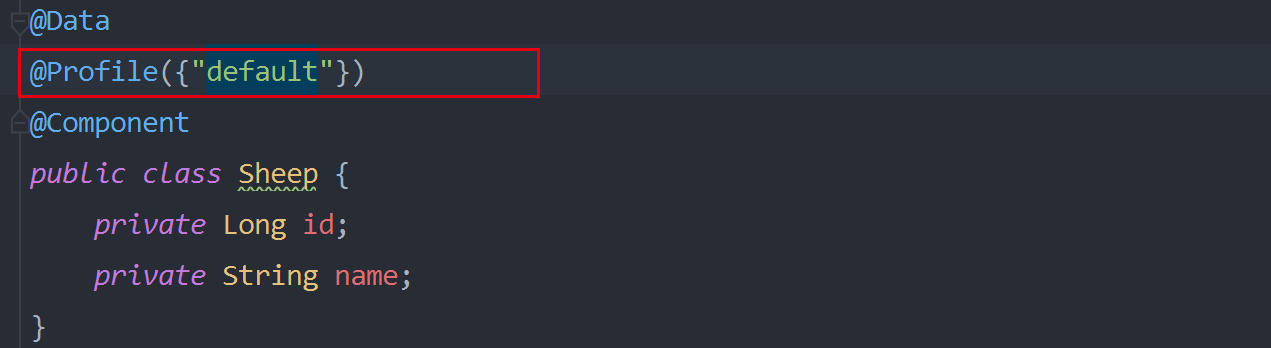 @Data
@Profile({"default"})
@Component
public class Sheep {
    private Long id;
    private String name;
}